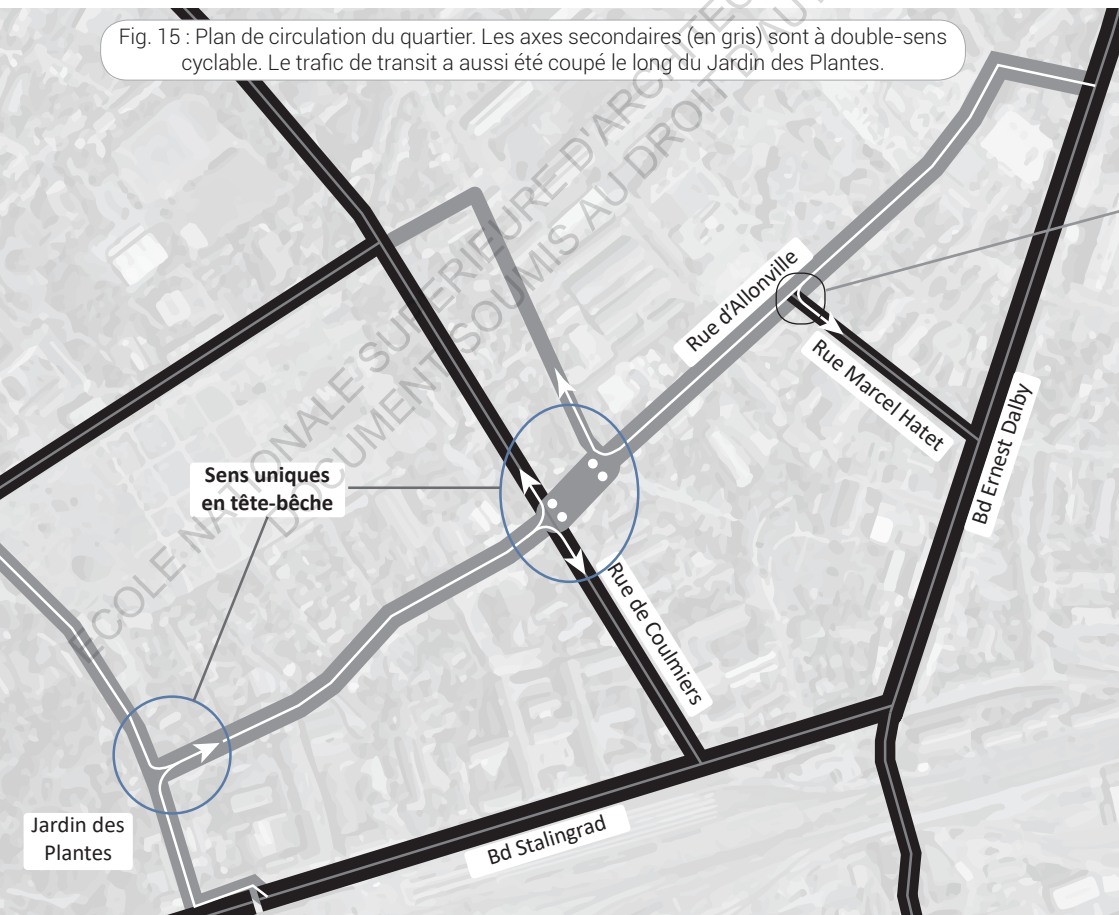 Fig. 15 : Plan de circulation du quartier. Les axes secondaires (en gris) sont à double-sens
cyclable. Le trafic de transit a aussi été coupé le long du Jardin des Plantes.
ECOLE NATIONALE SUPERIEURE D'ARCHITEC
DOCUMENT SOUMIS AU DROIT D'AUT
Rue d'Allonville
Rue Marcel Hatet
Bd Ernest Dalby
Sens uniques
en tête-bêche
Rue de Coulmiers
Jardin des
Plantes
Bd Stalingrad